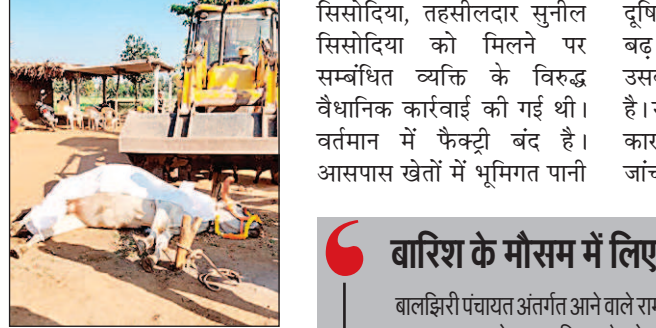 सिसोदिया, तहसीलदार सुनील
सिसोदिया को मिलने पर
सम्बंधित व्यक्ति के विरुद्ध
वैधानिक कार्रवाई की गई थी।
वर्तमान में फैक्ट्री बंद है।
आसपास खेतों में भूमिगत पानी
बढ़
है।
बारिश के मौसम में लिए
बालझिरी पंचायत अंतर्गत आने वाले